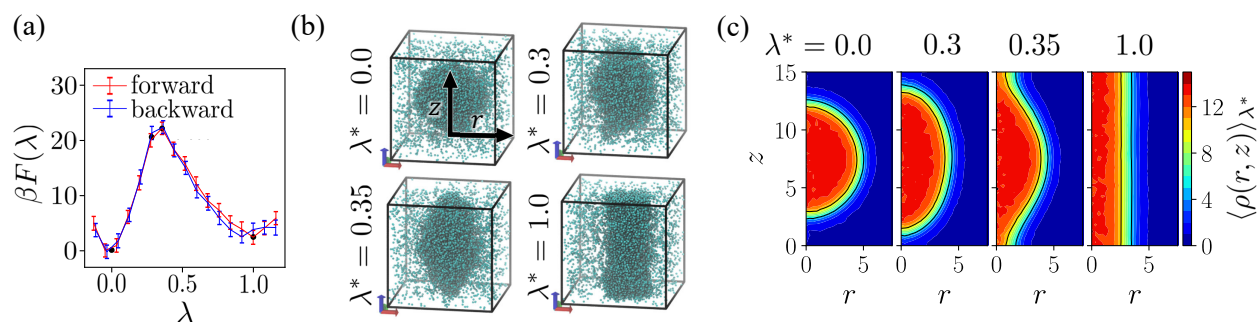 (a)
30
20
10
0
βF(λ)
forward
backward
0.0 0.5 1.0
λ
(b)
λ* = 0.0
z
r
λ* = 0.3
λ* = 0.35
λ* = 1.0
(c)
λ* = 0.0 0.3 0.35 1.0
15
10
5
0
z
0 5 0 5 0 5 0 5
r r r r
12
8
4
0
⟨ρ(r, z)⟩λ*